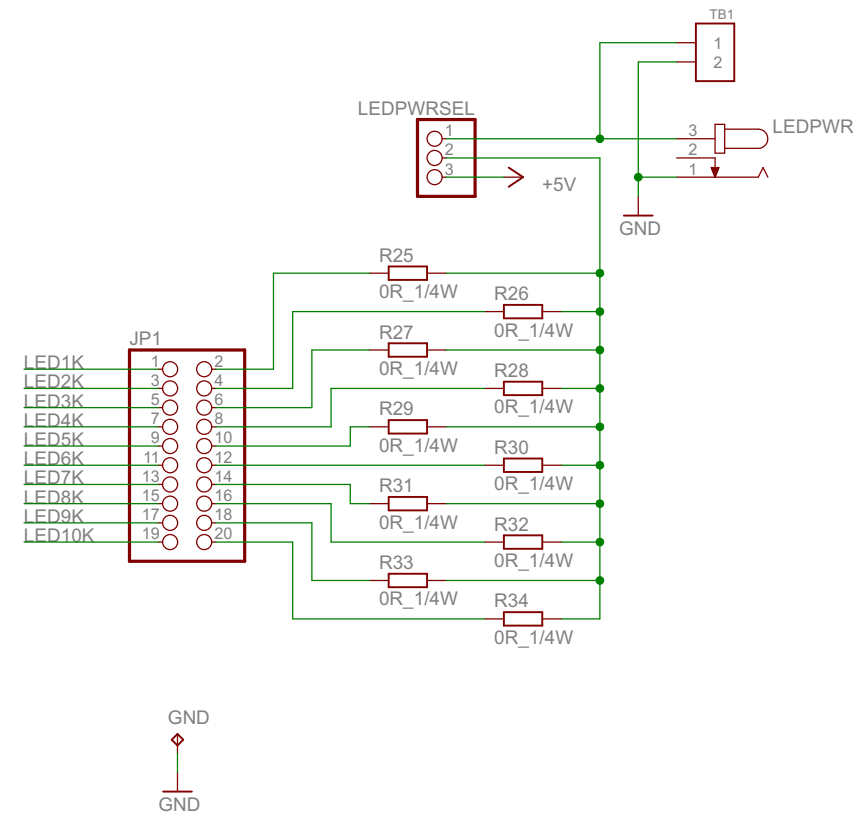 TB1
1
2
LEDPWRSEL
1
2
3
+5V
3
2
1
LEDPWR
GND
R25
0R_1/4W
R26
0R_1/4W
R27
0R_1/4W
R28
0R_1/4W
R29
0R_1/4W
R30
0R_1/4W
R31
0R_1/4W
R32
0R_1/4W
R33
0R_1/4W
R34
0R_1/4W
JP1
LED1K 1 2
LED2K 3 4
LED3K 5 6
LED4K 7 8
LED5K 9 10
LED6K 11 12
LED7K 13 14
LED8K 15 16
LED9K 17 18
LED10K 19 20
GND
GND